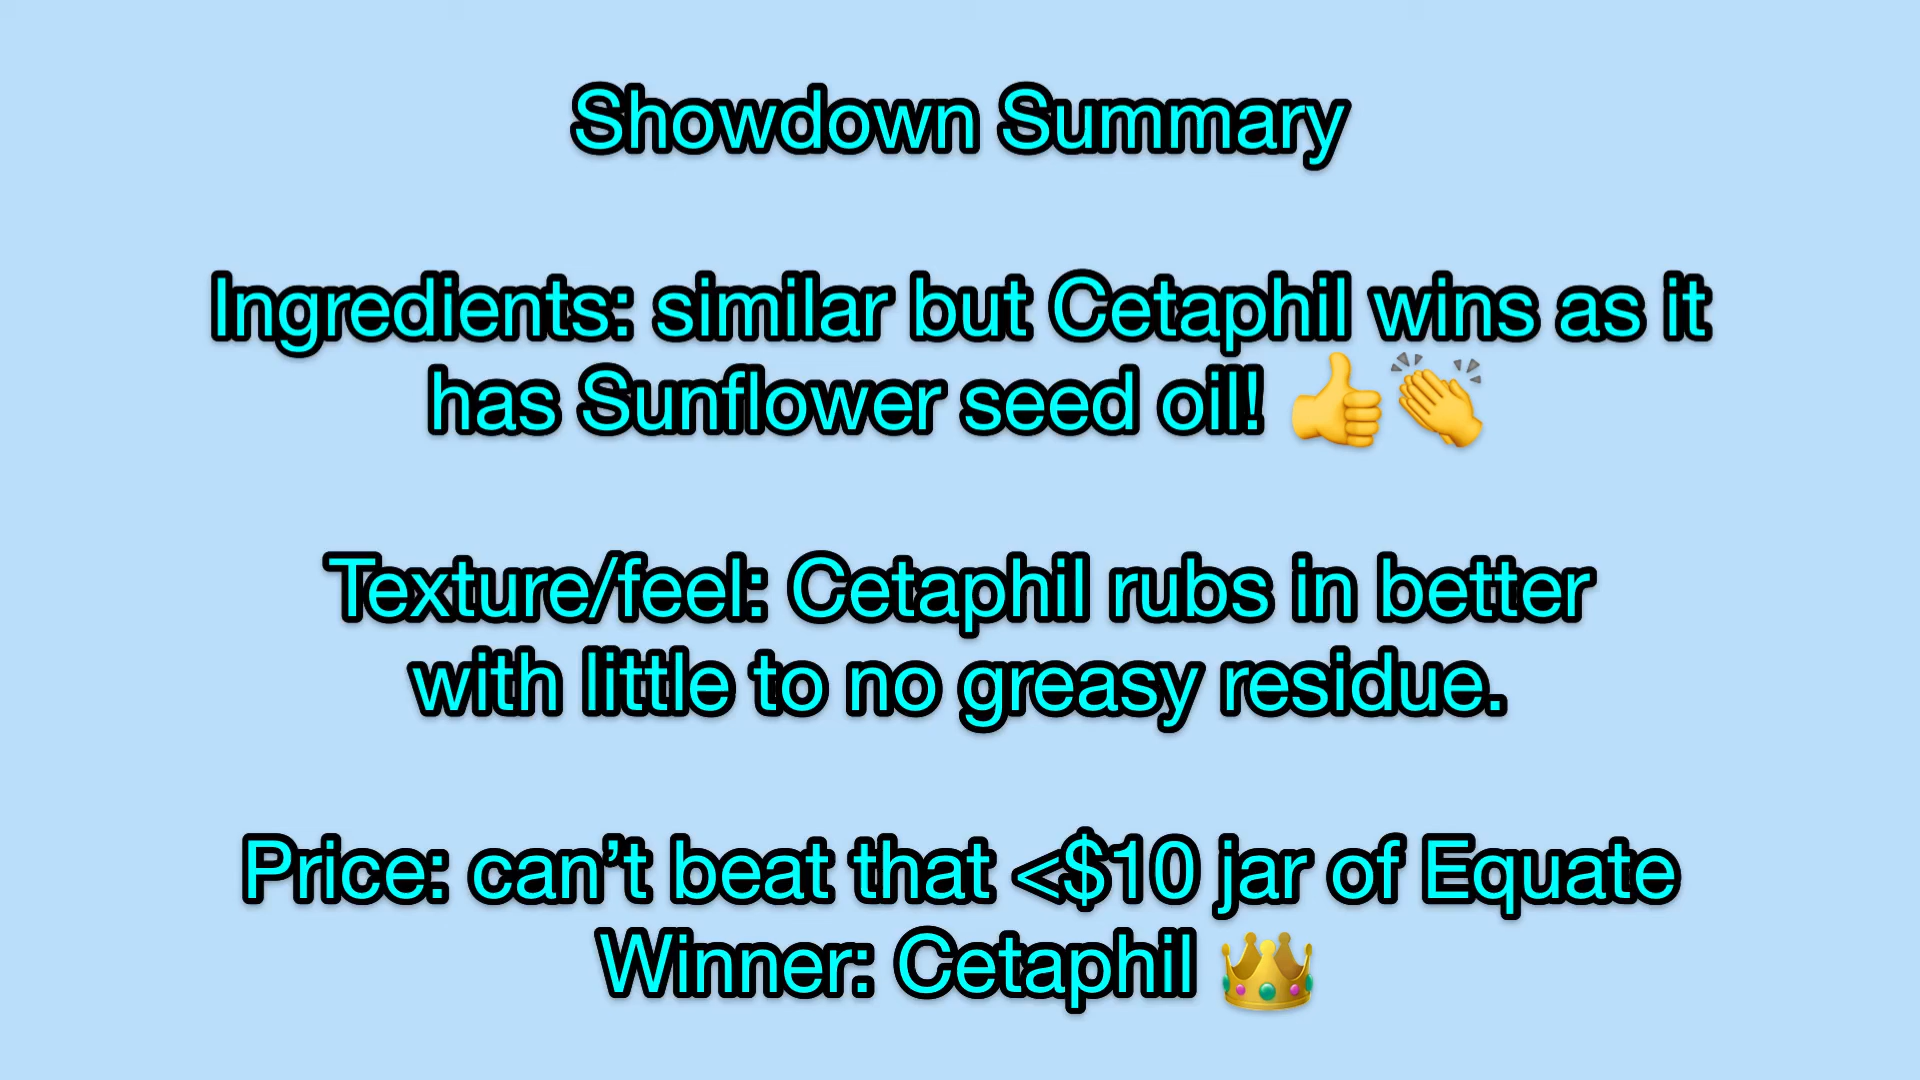 Showdown Summary
Ingredients: similar but Cetaphil wins as it
has Sunflower seed oil! 👍👏
Texture/feel: Cetaphil rubs in better
with little to no greasy residue.
Price: can’t beat that <$10 jar of Equate
Winner: Cetaphil 👑